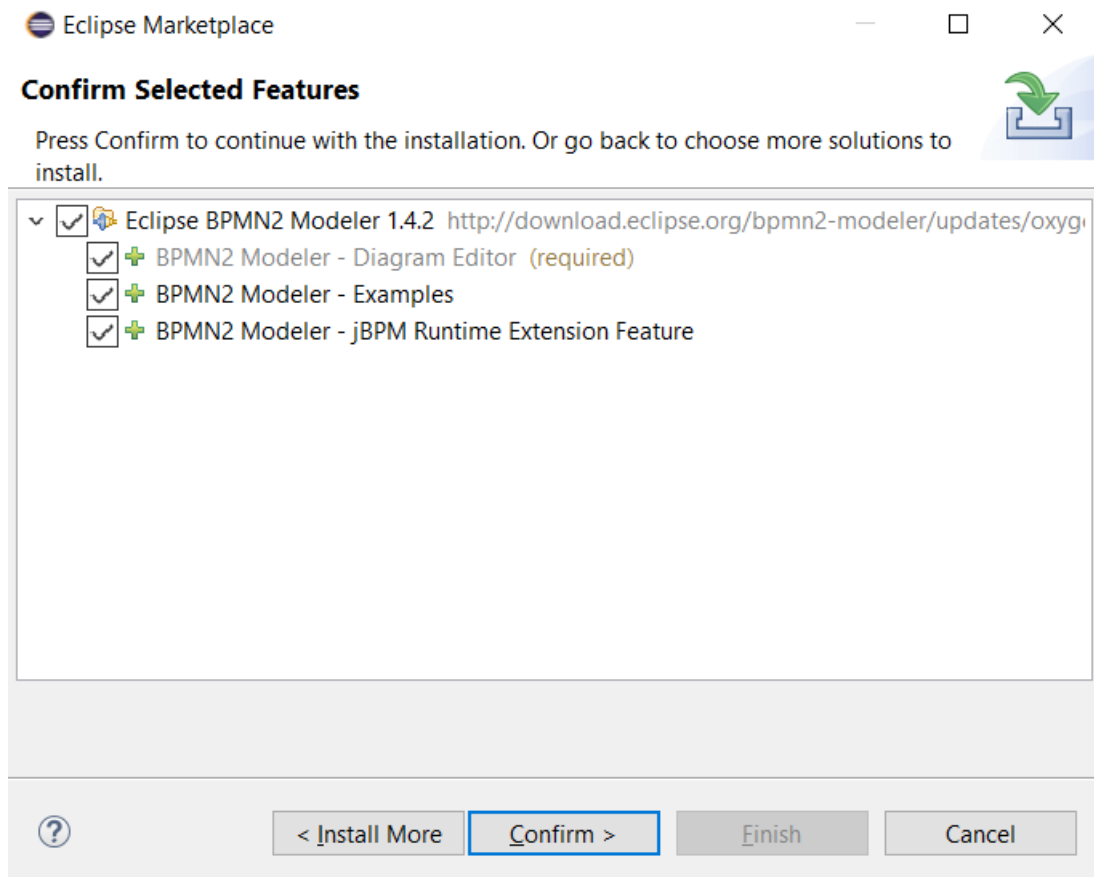 Eclipse Marketplace
Confirm Selected Features
Press Confirm to continue with the installation. Or go back to choose more solutions to
install.
Eclipse BPMN2 Modeler 1.4.2 http://download.eclipse.org/bpmn2-modeler/updates/oxyg
BPMN2 Modeler - Diagram Editor (required)
BPMN2 Modeler - Examples
BPMN2 Modeler - jBPM Runtime Extension Feature
? < Install More Confirm > Finish Cancel